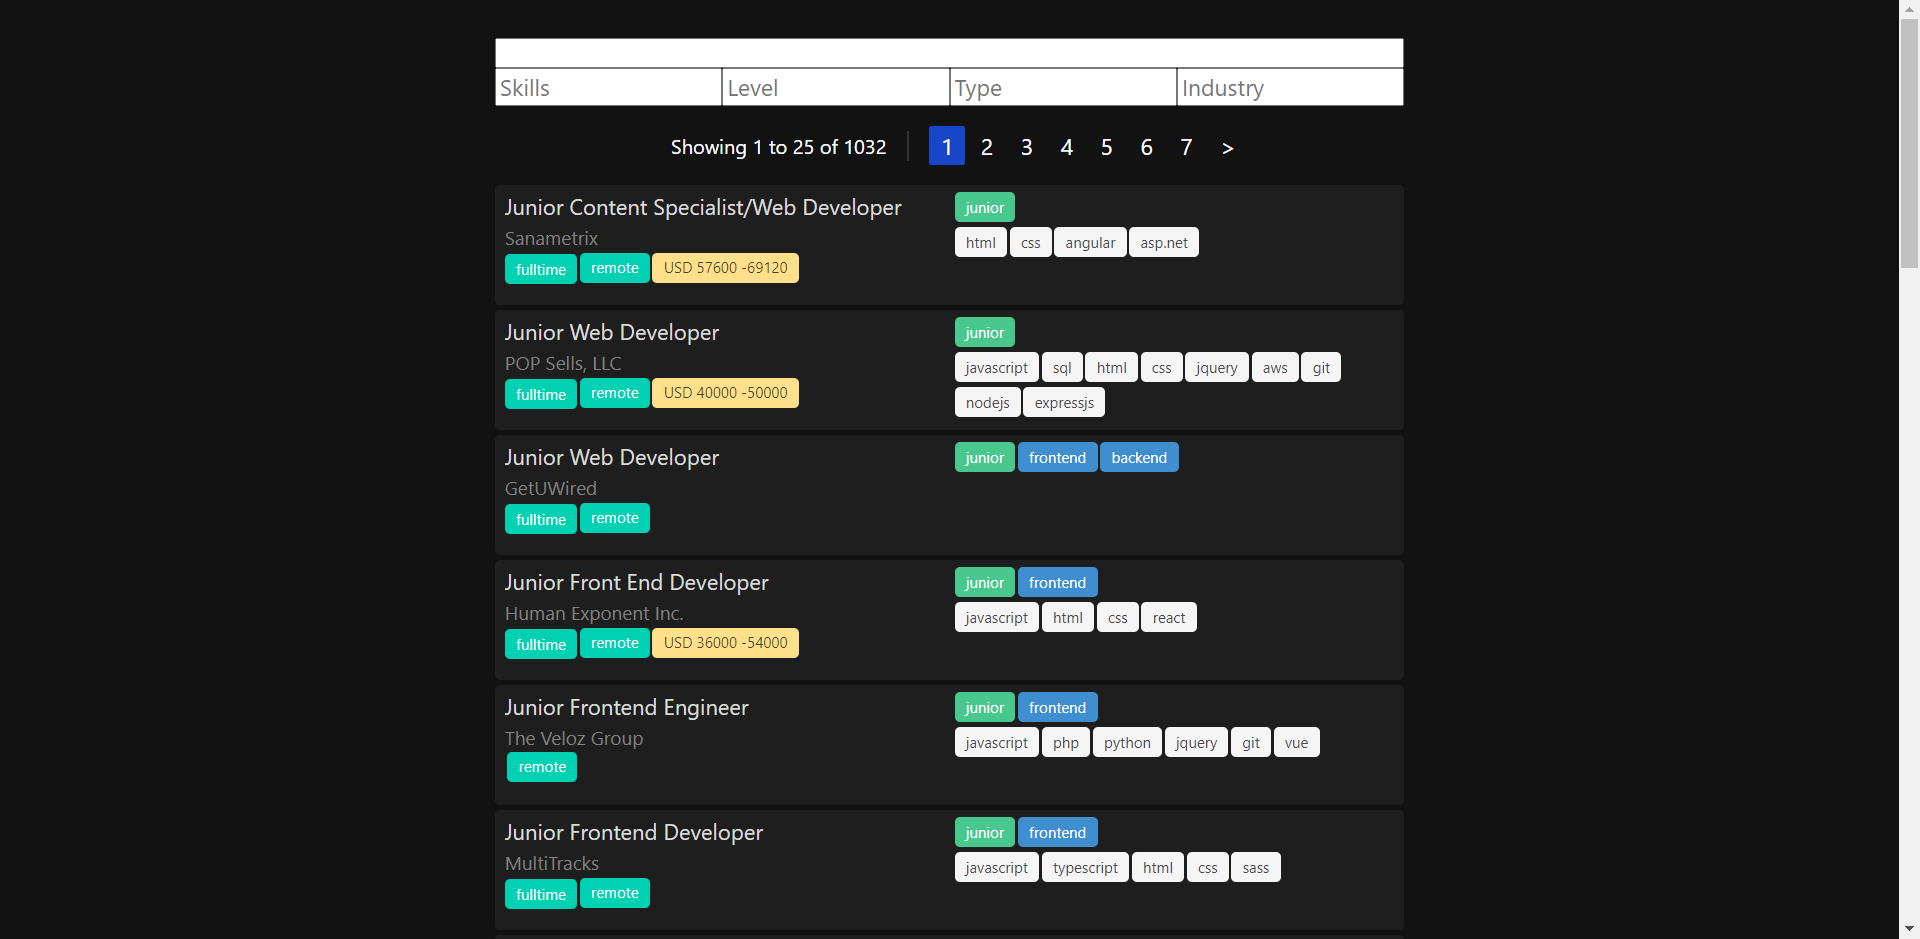 Skills Level Type Industry
Showing 1 to 25 of 1032 1 2 3 4 5 6 7 >
Junior Content Specialist/Web Developer
Sanametrix
fulltime remote USD 57600 -69120
junior
html css angular asp.net
Junior Web Developer
POP Sells, LLC
fulltime remote USD 40000 -50000
junior
javascript sql html css jquery aws git
nodejs expressjs
Junior Web Developer
GetUWired
fulltime remote
junior frontend backend
Junior Front End Developer
Human Exponent Inc.
fulltime remote USD 36000 -54000
junior frontend
javascript html css react
Junior Frontend Engineer
The Veloz Group
remote
junior frontend
javascript php python jquery git vue
Junior Frontend Developer
MultiTracks
fulltime remote
junior frontend
javascript typescript html css sass